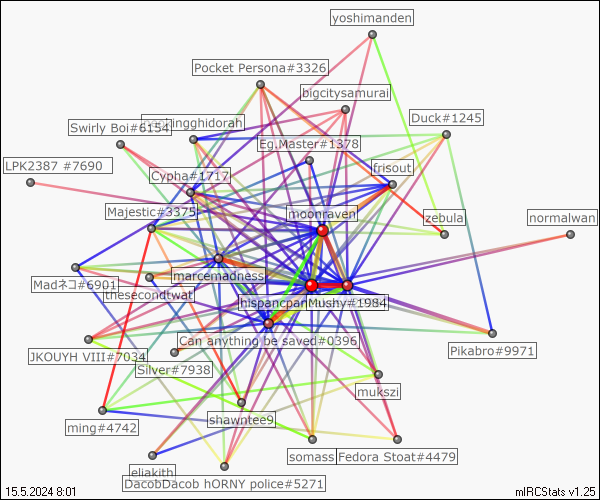 yoshimanden
Pocket Persona#3326
bigcitysamurai
Duck#1245
Swirly Boi#6154
kingghidorah
Eg.Master#1378
LPK2387 #7690
Cypha#1717
frisout
Majestic#3375
moonraven
zebula
normalwan
marcemadness
Madネコ#6901
thesecondtwat
hispancpan
Mushy#1984
Can anything be saved#0396
JKOUYH VIII#7034
Pikabro#9971
Silver#7938
mukszi
shawntee9
ming#4742
somass
Fedora Stoat#4479
eliakith
DacobDacob hORNY police#5271
15.5.2024 8:01
mIRCStats v1.25